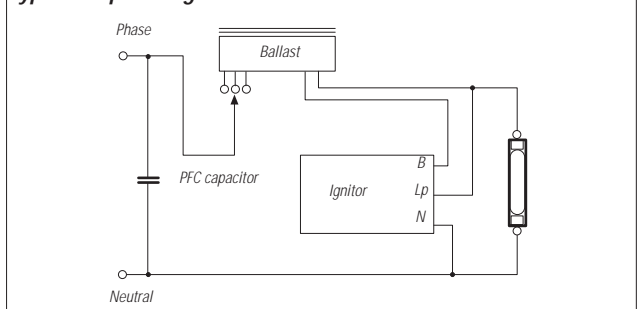 Phase
Ballast
B
PFC capacitor
Ignitor
Lp
N
Neutral